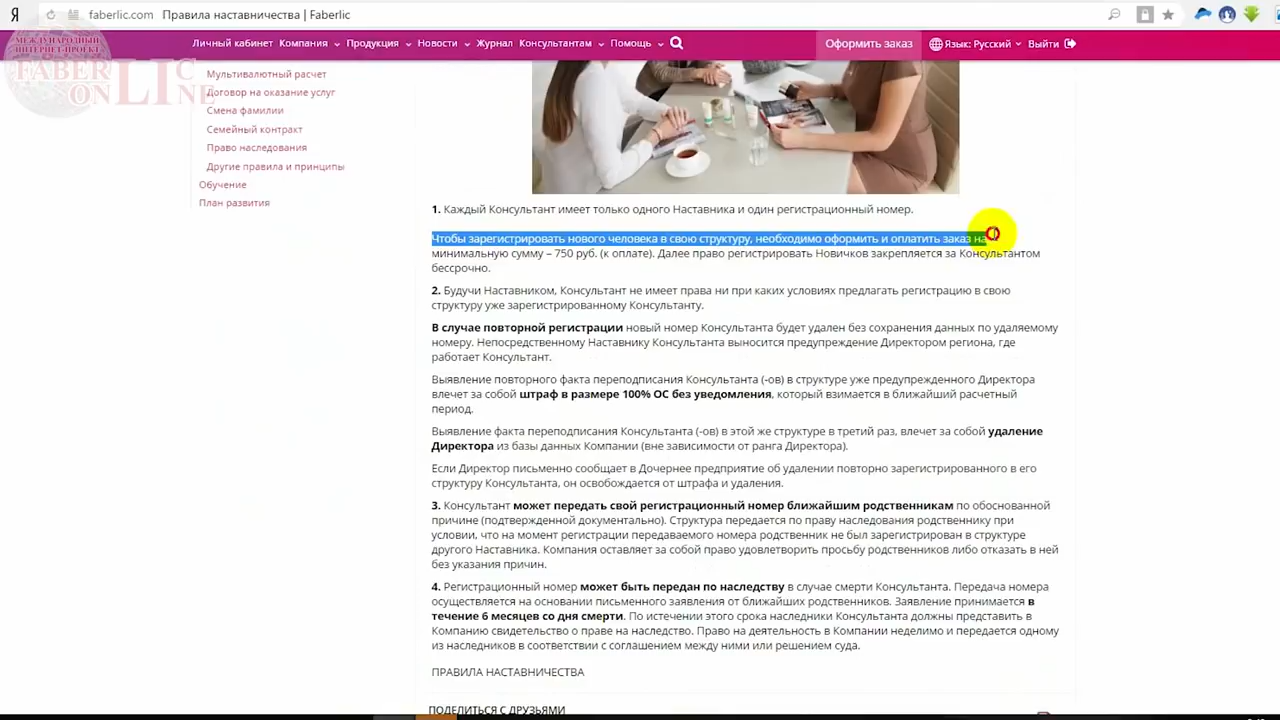 Я
faberlic.com Правила наставничества | Faberlic
МЕЖДУНАРОДНЫЙ
ИНТЕРНЕТ-ПРОЕКТ
FABERLIC
ONLINE
Личный кабинет Компания Продукция Новости Журнал Консультантам Помощь Оформить заказ Язык: Русский Выйти
Мультивалютный расчет
Договор на оказание услуг
Смена фамилии
Семейный контракт
Право наследования
Другие правила и принципы
Обучение
План развития
1. Каждый Консультант имеет только одного Наставника и один регистрационный номер.
Чтобы зарегистрировать нового человека в свою структуру, необходимо оформить и оплатить заказ на
минимальную сумму – 750 руб. (к оплате). Далее право регистрировать Новичков закрепляется за Консультантом
бессрочно.
2. Будучи Наставником, Консультант не имеет права ни при каких условиях предлагать регистрацию в свою
структуру уже зарегистрированному Консультанту.
В случае повторной регистрации новый номер Консультанта будет удален без сохранения данных по удаляемому
номеру. Непосредственному Наставнику Консультанта выносится предупреждение Директором региона, где
работает Консультант.
Выявление повторного факта переподписания Консультанта (-ов) в структуре уже предупрежденного Директора
влечет за собой штраф в размере 100% ОС без уведомления, который взимается в ближайший расчетный
период.
Выявление факта переподписания Консультанта (-ов) в этой же структуре в третий раз, влечет за собой удаление
Директора из базы данных Компании (вне зависимости от ранга Директора).
Если Директор письменно сообщает в Дочернее предприятие об удалении повторно зарегистрированного в его
структуру Консультанта, он освобождается от штрафа и удаления.
3. Консультант может передать свой регистрационный номер ближайшим родственникам по обоснованной
причине (подтвержденной документально). Структура передается по праву наследования родственнику при
условии, что на момент регистрации передаваемого номера родственник не был зарегистрирован в структуре
другого Наставника. Компания оставляет за собой право удовлетворить просьбу родственников либо отказать в ней
без указания причин.
4. Регистрационный номер может быть передан по наследству в случае смерти Консультанта. Передача номера
осуществляется на основании письменного заявления от ближайших родственников. Заявление принимается в
течение 6 месяцев со дня смерти. По истечении этого срока наследники Консультанта должны представить в
Компанию свидетельство о праве на наследство. Право на деятельность в Компании неделимо и передается одному
из наследников в соответствии с соглашением между ними или решением суда.
ПРАВИЛА НАСТАВНИЧЕСТВА
ПОДЕЛИТЬСЯ С ДРУЗЬЯМИ